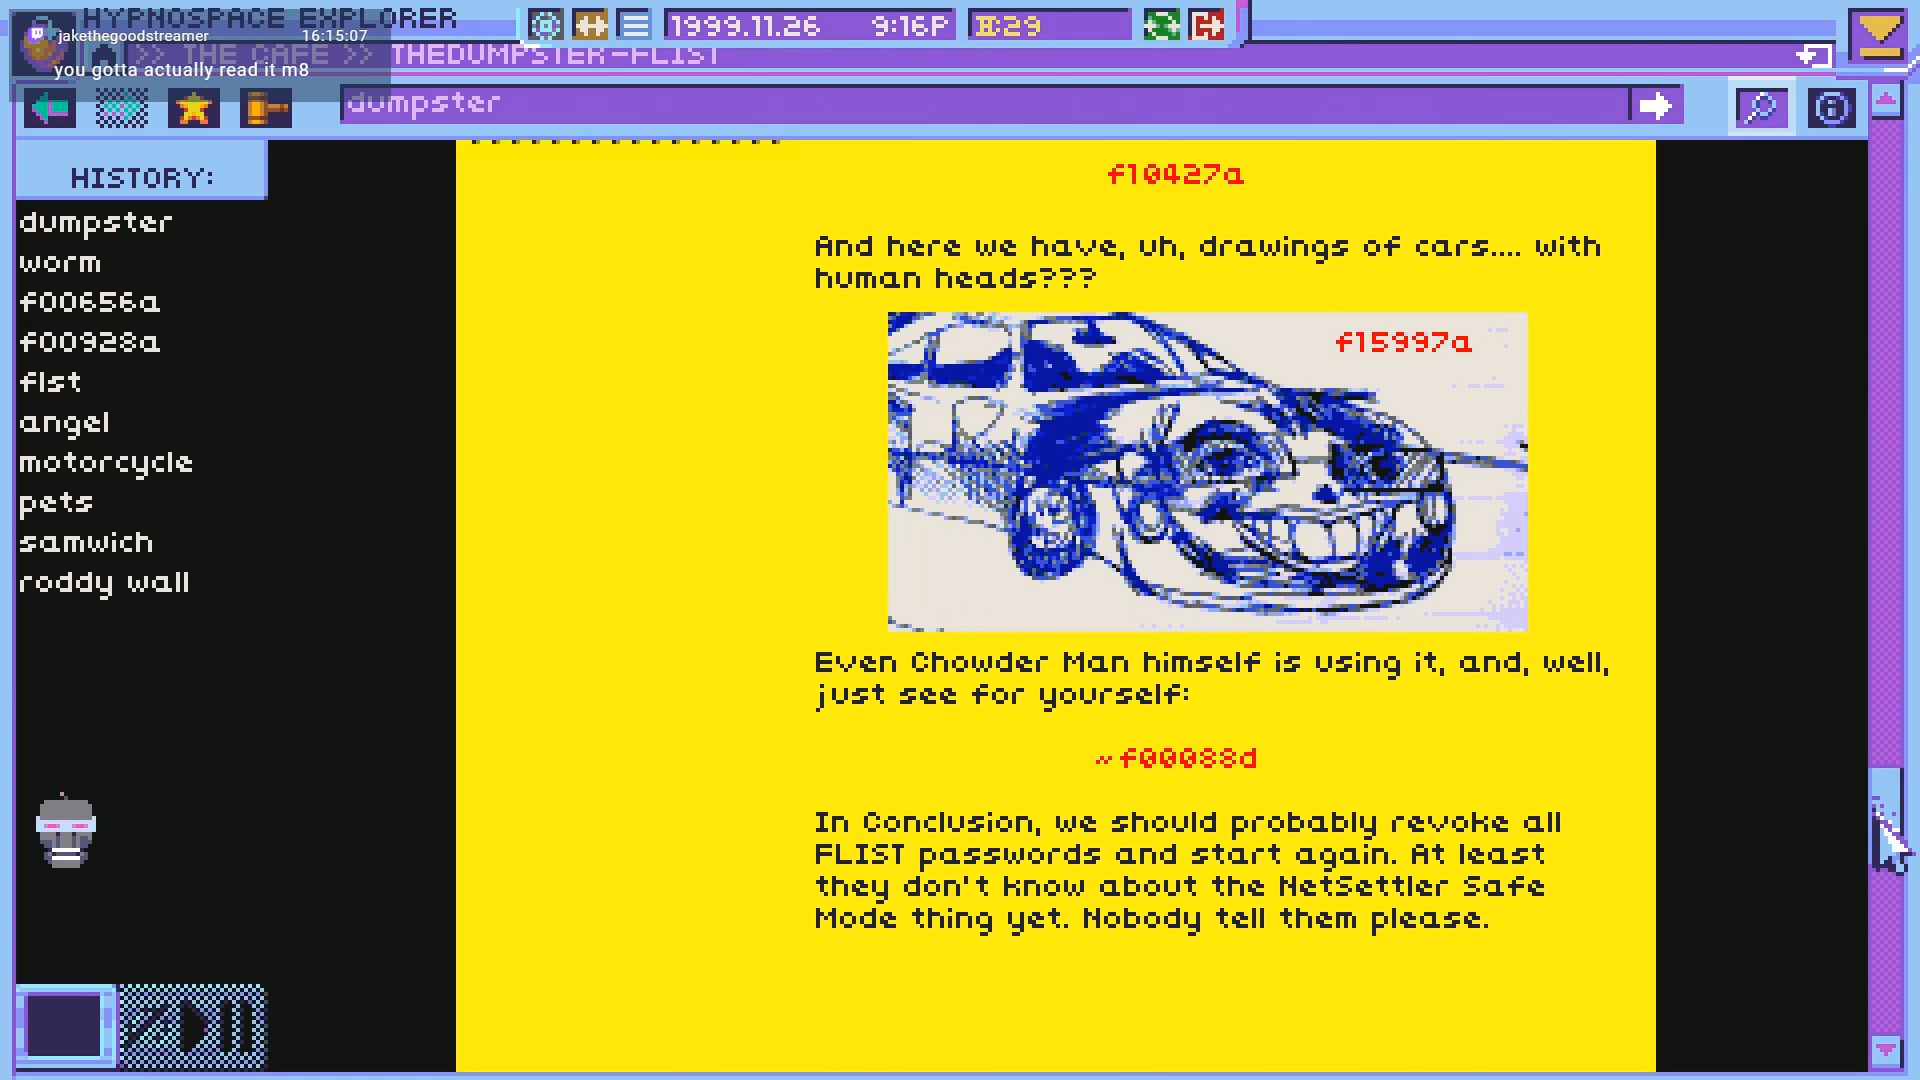 HYPNOSPACE EXPLORER
jakethegoodstreamer 16:15:07
you gotta actually read it m8
1999.11.26 9:16P
29
>> THE CAFE >> THEDUMPSTER-FLIST
dumpster
HISTORY:
dumpster
worm
f00656a
f00928a
flst
angel
motorcycle
pets
samwich
roddy wall
f10427a
And here we have, uh, drawings of cars.... with
human heads???
f15997a
Even Chowder Man himself is using it, and, well,
just see for yourself:
~f00088d
In Conclusion, we should probably revoke all
FLIST passwords and start again. At least
they don't know about the NetSettler Safe
Mode thing yet. Nobody tell them please.